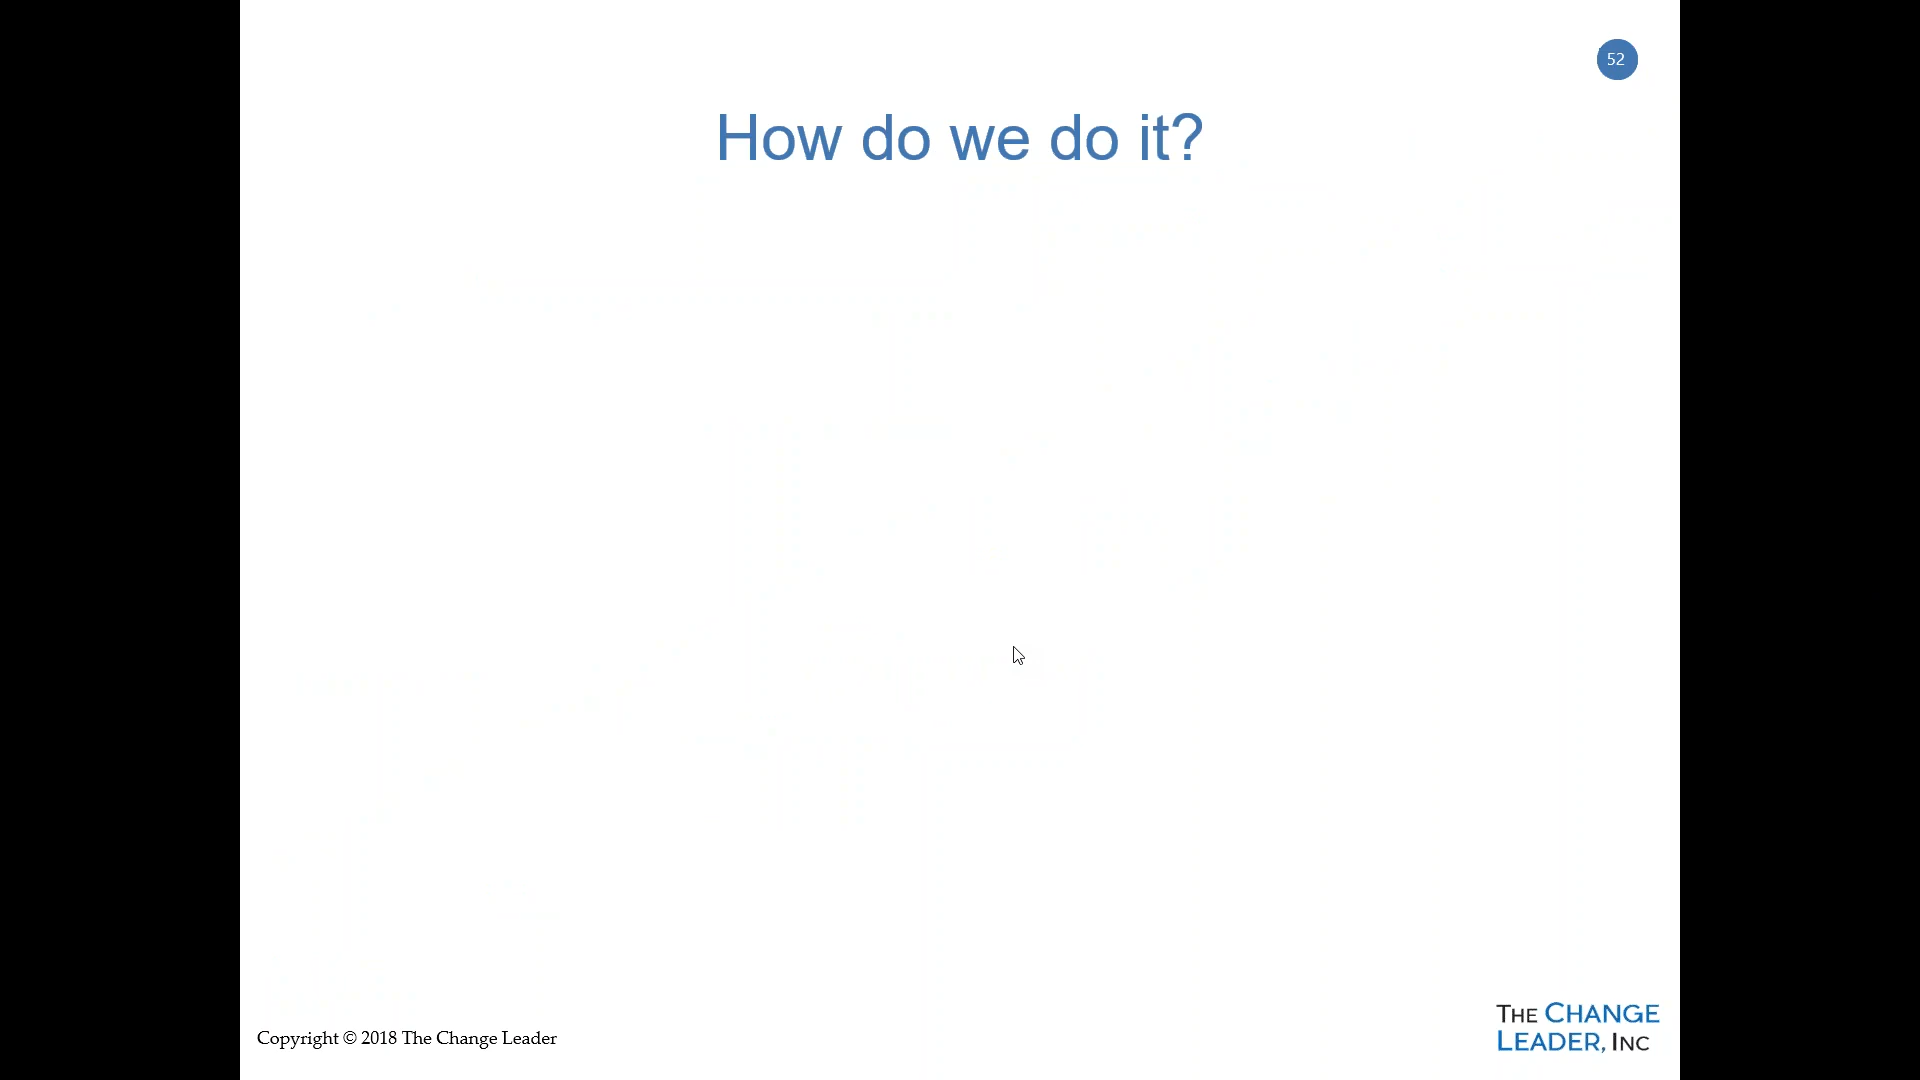 52
How do we do it?
Copyright © 2018 The Change Leader
THE CHANGE
LEADER, INC